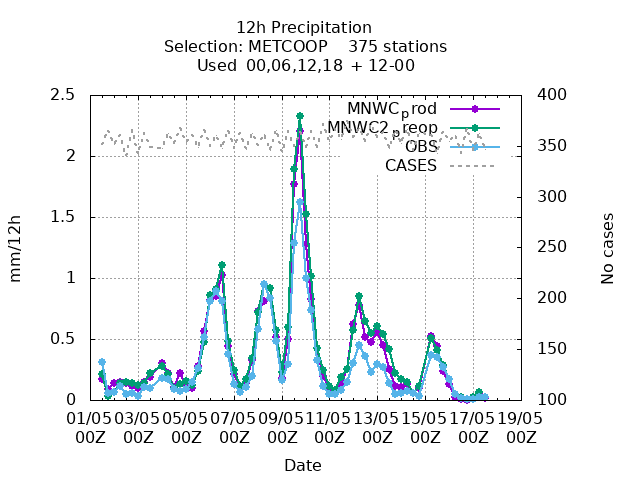 12h Precipitation
Selection: METCOOP    375 stations
Used  00,06,12,18 + 12-00
2.5
2
1.5
1
0.5
0
400
350
300
250
200
150
100
mm/12h
No cases
MNWCprod
MNWC2preop
OBS
CASES
01/05 03/05 05/05 07/05 09/05 11/05 13/05 15/05 17/05 19/05
00Z 00Z 00Z 00Z 00Z 00Z 00Z 00Z 00Z 00Z
Date